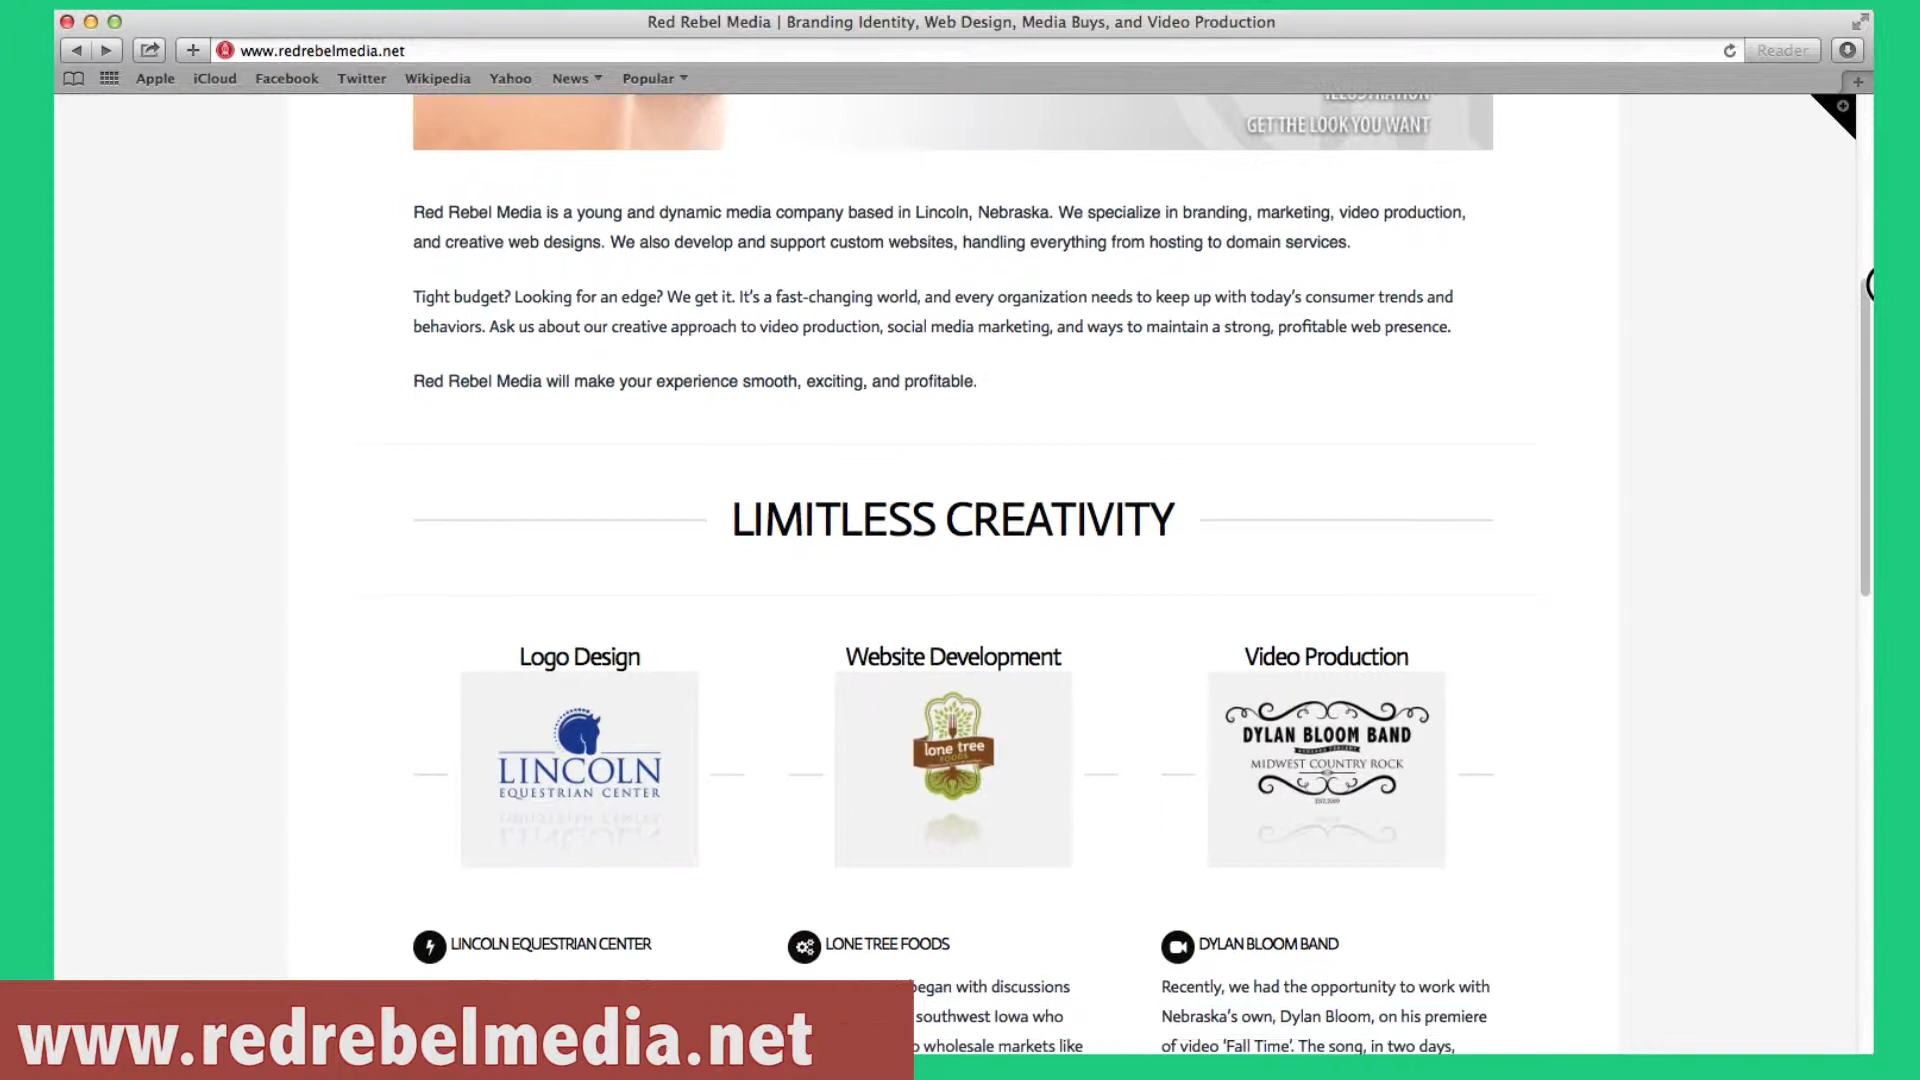 Red Rebel Media | Branding Identity, Web Design, Media Buys, and Video Production
www.redrebelmedia.net
Reader
Apple iCloud Facebook Twitter Wikipedia Yahoo News Popular
ILLUSTRATION
GET THE LOOK YOU WANT
Red Rebel Media is a young and dynamic media company based in Lincoln, Nebraska. We specialize in branding, marketing, video production,
and creative web designs. We also develop and support custom websites, handling everything from hosting to domain services.
Tight budget? Looking for an edge? We get it. It's a fast-changing world, and every organization needs to keep up with today's consumer trends and
behaviors. Ask us about our creative approach to video production, social media marketing, and ways to maintain a strong, profitable web presence.
Red Rebel Media will make your experience smooth, exciting, and profitable.
LIMITLESS CREATIVITY
Logo Design
Website Development
Video Production
LINCOLN
EQUESTRIAN CENTER
lone tree
FOODS
DYLAN BLOOM BAND
MIDWEST COUNTRY ROCK
LINCOLN EQUESTRIAN CENTER
LONE TREE FOODS
DYLAN BLOOM BAND
began with discussions
southwest Iowa who
wholesale markets like
Recently, we had the opportunity to work with
Nebraska's own, Dylan Bloom, on his premiere
of video 'Fall Time'. The song, in two days,
www.redrebelmedia.net